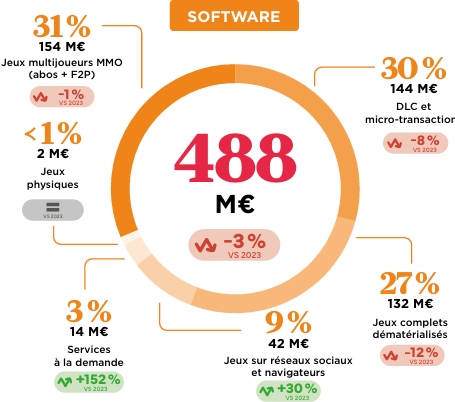 SOFTWARE
31%
154 M€
Jeux multijoueurs MMO
(abos + F2P)
-1%
VS 2023
30%
144 M€
DLC et
micro-transaction
-8%
VS 2023
<1%
2 M€
Jeux
physiques
=
VS 2023
488
M€
-3%
VS 2023
27%
132 M€
Jeux complets
dématérialisés
-12%
VS 2023
3%
14 M€
Services
à la demande
+152%
VS 2023
9%
42 M€
Jeux sur réseaux sociaux
et navigateurs
+30%
VS 2023